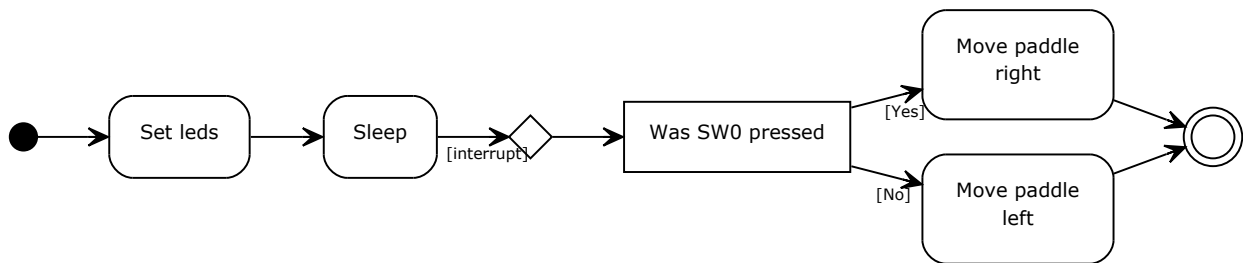 Set leds
Sleep
[interrupt]
Was SW0 pressed
[Yes]
Move paddle
right
[No]
Move paddle
left